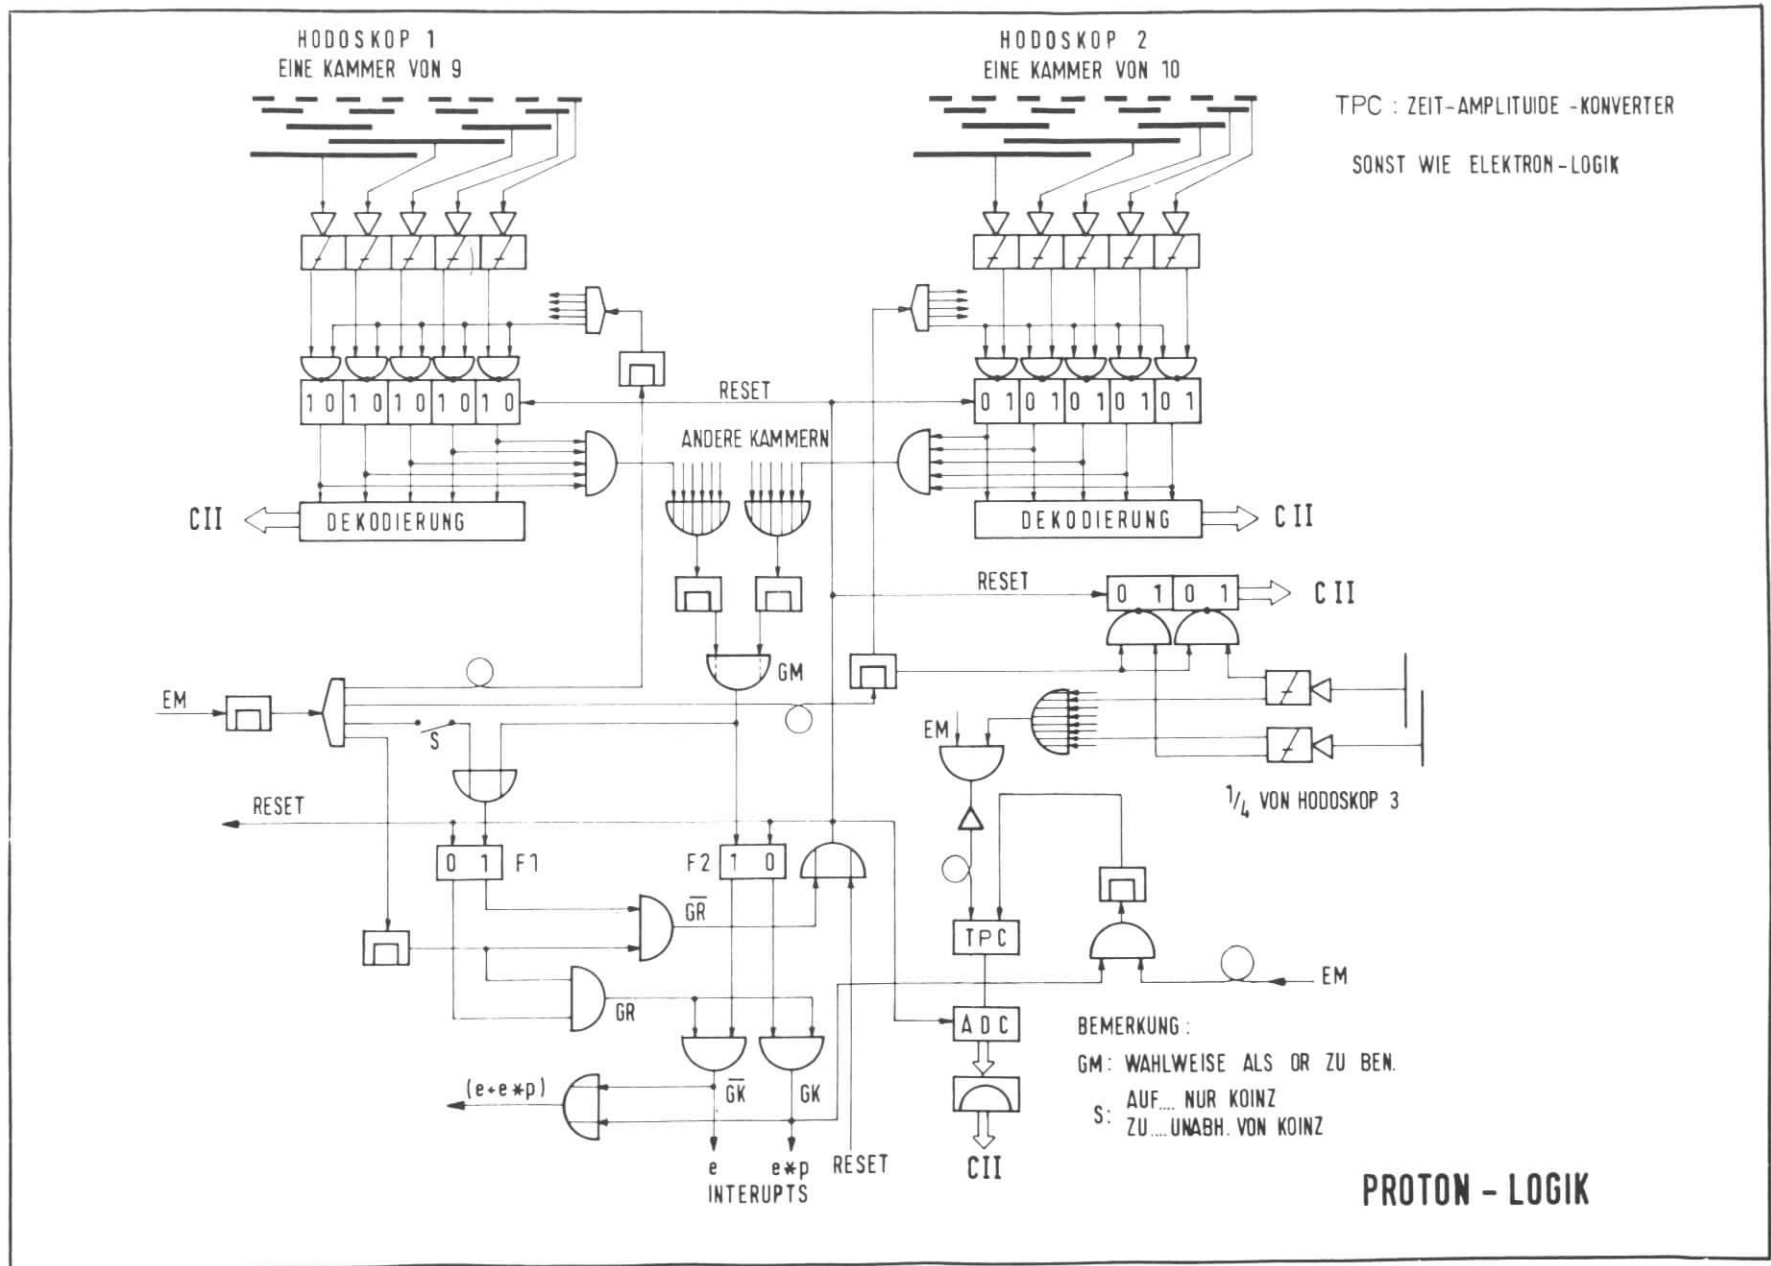 HODOSKOP 1
EINE KAMMER VON 9
HODOSKOP 2
EINE KAMMER VON 10
TPC : ZEIT-AMPLITUIDE -KONVERTER
SONST WIE ELEKTRON-LOGIK
RESET
1 0 1 0 1 0 1 0 1 0
0 1 0 1 0 1 0 1 0 1
ANDERE KAMMERN
CII
DEKODIERUNG
DEKODIERUNG
CII
RESET
0 1 0 1
CII
GM
EM
S
EM
1/4 VON HODOSKOP 3
RESET
0 1 F1
F2 1 0
GR
TPC
EM
GR
ADC
BEMERKUNG :
GM: WAHLWEISE ALS OR ZU BEN.
S: AUF.... NUR KOINZ
ZU....UNABH. VON KOINZ
(e+e*p)
GK
GK
e
e*p
RESET
INTERUPTS
CII
PROTON - LOGIK